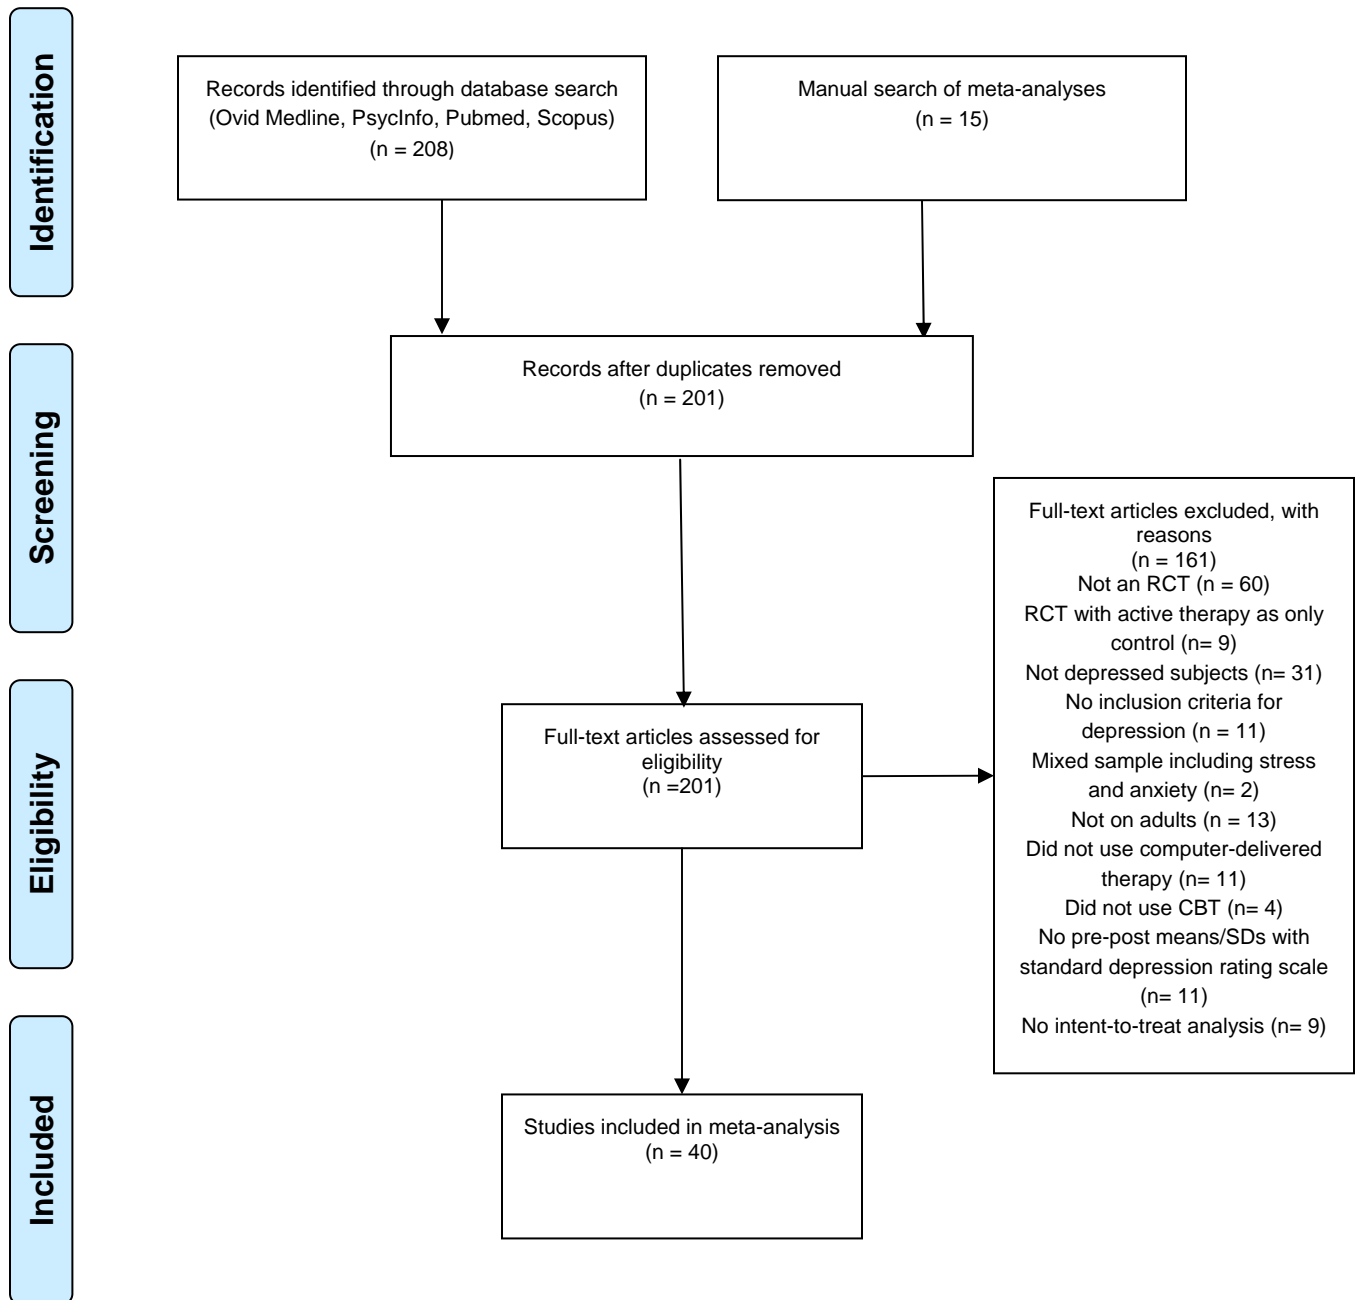 Identification
Records identified through database search
(Ovid Medline, PsycInfo, Pubmed, Scopus)
(n = 208)
Manual search of meta-analyses
(n = 15)
Screening
Records after duplicates removed
(n = 201)
Full-text articles excluded, with
reasons
(n = 161)
Not an RCT (n = 60)
RCT with active therapy as only
control (n= 9)
Not depressed subjects (n= 31)
No inclusion criteria for
depression (n = 11)
Mixed sample including stress
and anxiety (n= 2)
Not on adults (n = 13)
Did not use computer-delivered
therapy (n= 11)
Did not use CBT (n= 4)
No pre-post means/SDs with
standard depression rating scale
(n= 11)
No intent-to-treat analysis (n= 9)
Eligibility
Full-text articles assessed for
eligibility
(n =201)
Included
Studies included in meta-analysis
(n = 40)